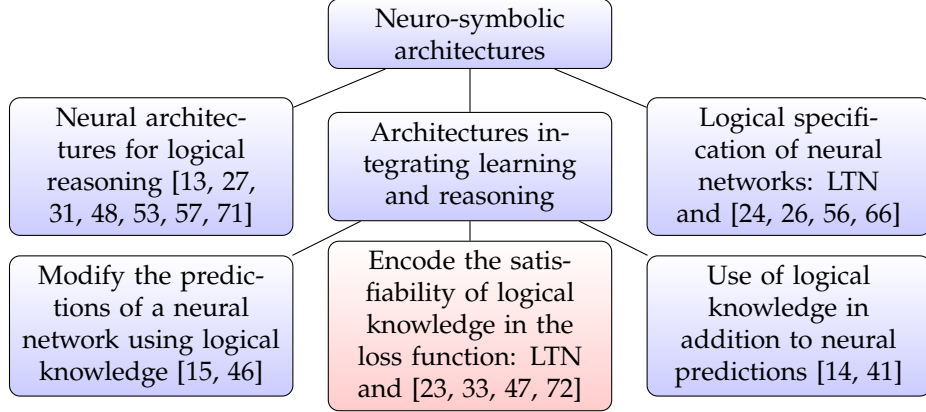 Neuro-symbolic
architectures
Neural architec-
tures for logical
reasoning [13, 27,
31, 48, 53, 57, 71]
Architectures in-
tegrating learning
and reasoning
Logical specifi-
cation of neural
networks: LTN
and [24, 26, 56, 66]
Modify the predic-
tions of a neural
network using logical
knowledge [15, 46]
Encode the satis-
fiability of logical
knowledge in the
loss function: LTN
and [23, 33, 47, 72]
Use of logical
knowledge in
addition to neural
predictions [14, 41]